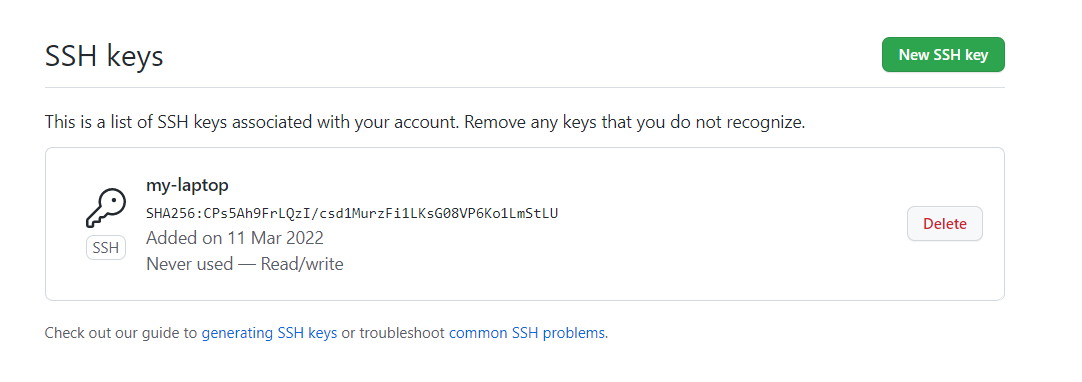 SSH keys
New SSH key
This is a list of SSH keys associated with your account. Remove any keys that you do not recognize.
my-laptop
SHA256:CPs5Ah9FrLQzI/csd1MurzFi1LKsG08VP6Ko1LmStLU
SSH
Added on 11 Mar 2022
Never used — Read/write
Delete
Check out our guide to generating SSH keys or troubleshoot common SSH problems.